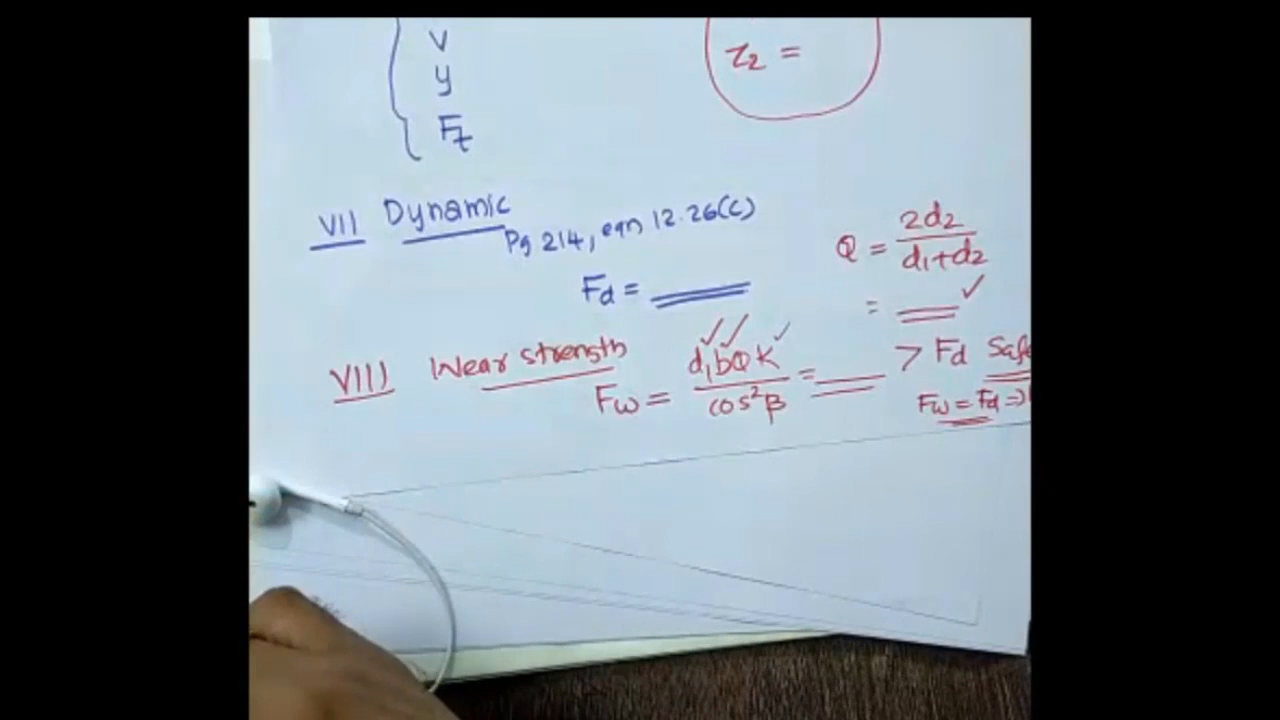 V
y
Ft
z2 =
VII Dynamic
Pg 214, eqn 12.26(c)
Fd =
Q = 2d2 / d1+d2
=
VIII Wear strength
Fw = d1bQK / cos²β = > Fd Safe
Fw = Fd =>